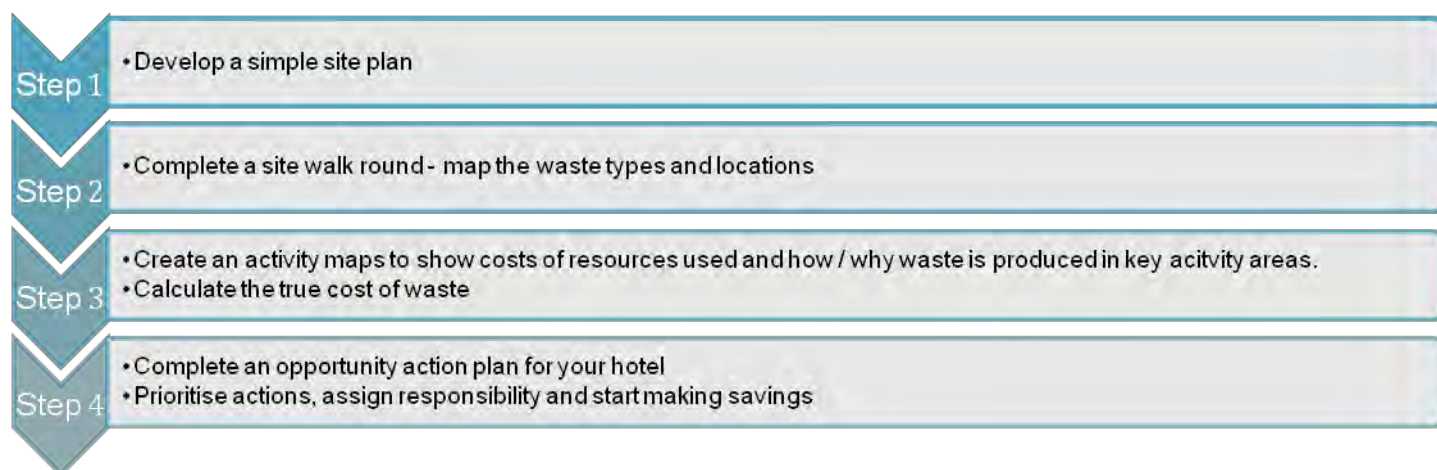 Step 1
•Develop a simple site plan
Step 2
•Complete a site walk round - map the waste types and locations
Step 3
•Create an activity maps to show costs of resources used and how / why waste is produced in key acitvity areas.
•Calculate the true cost of waste
Step 4
•Complete an opportunity action plan for your hotel
•Prioritise actions, assign responsibility and start making savings